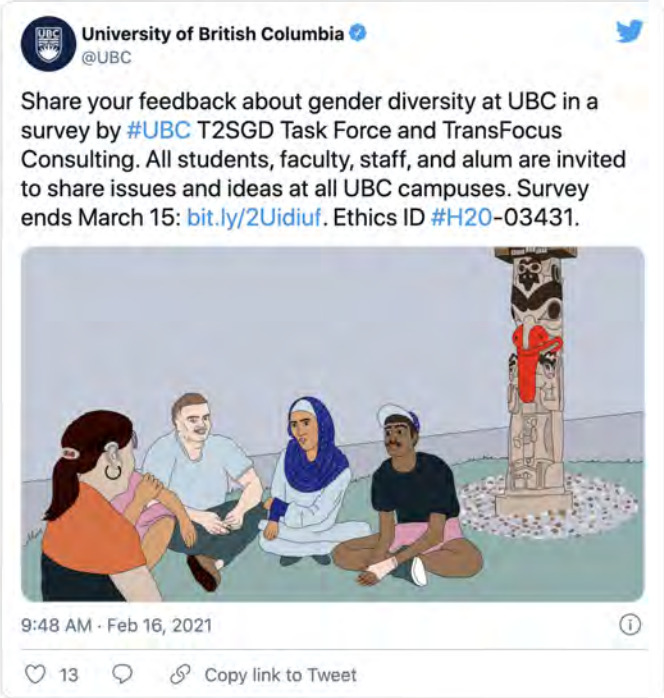 UBC
University of British Columbia
@UBC
Share your feedback about gender diversity at UBC in a
survey by #UBC T2SGD Task Force and TransFocus
Consulting. All students, faculty, staff, and alum are invited
to share issues and ideas at all UBC campuses. Survey
ends March 15: bit.ly/2Uidiuf. Ethics ID #H20-03431.
9:48 AM · Feb 16, 2021
13
Copy link to Tweet